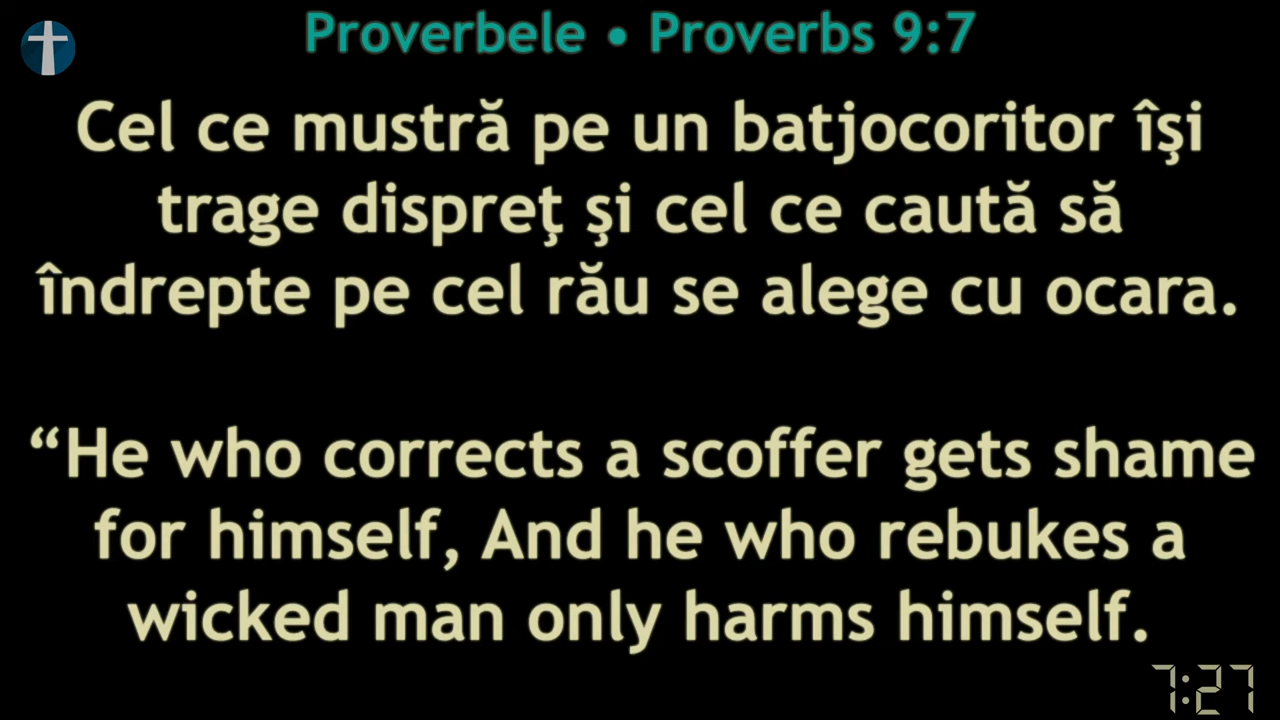 Proverbele • Proverbs 9:7
Cel ce mustră pe un batjocoritor îşi
trage dispreţ şi cel ce caută să
îndrepte pe cel rău se alege cu ocara.
“He who corrects a scoffer gets shame
for himself, And he who rebukes a
wicked man only harms himself.
7:27